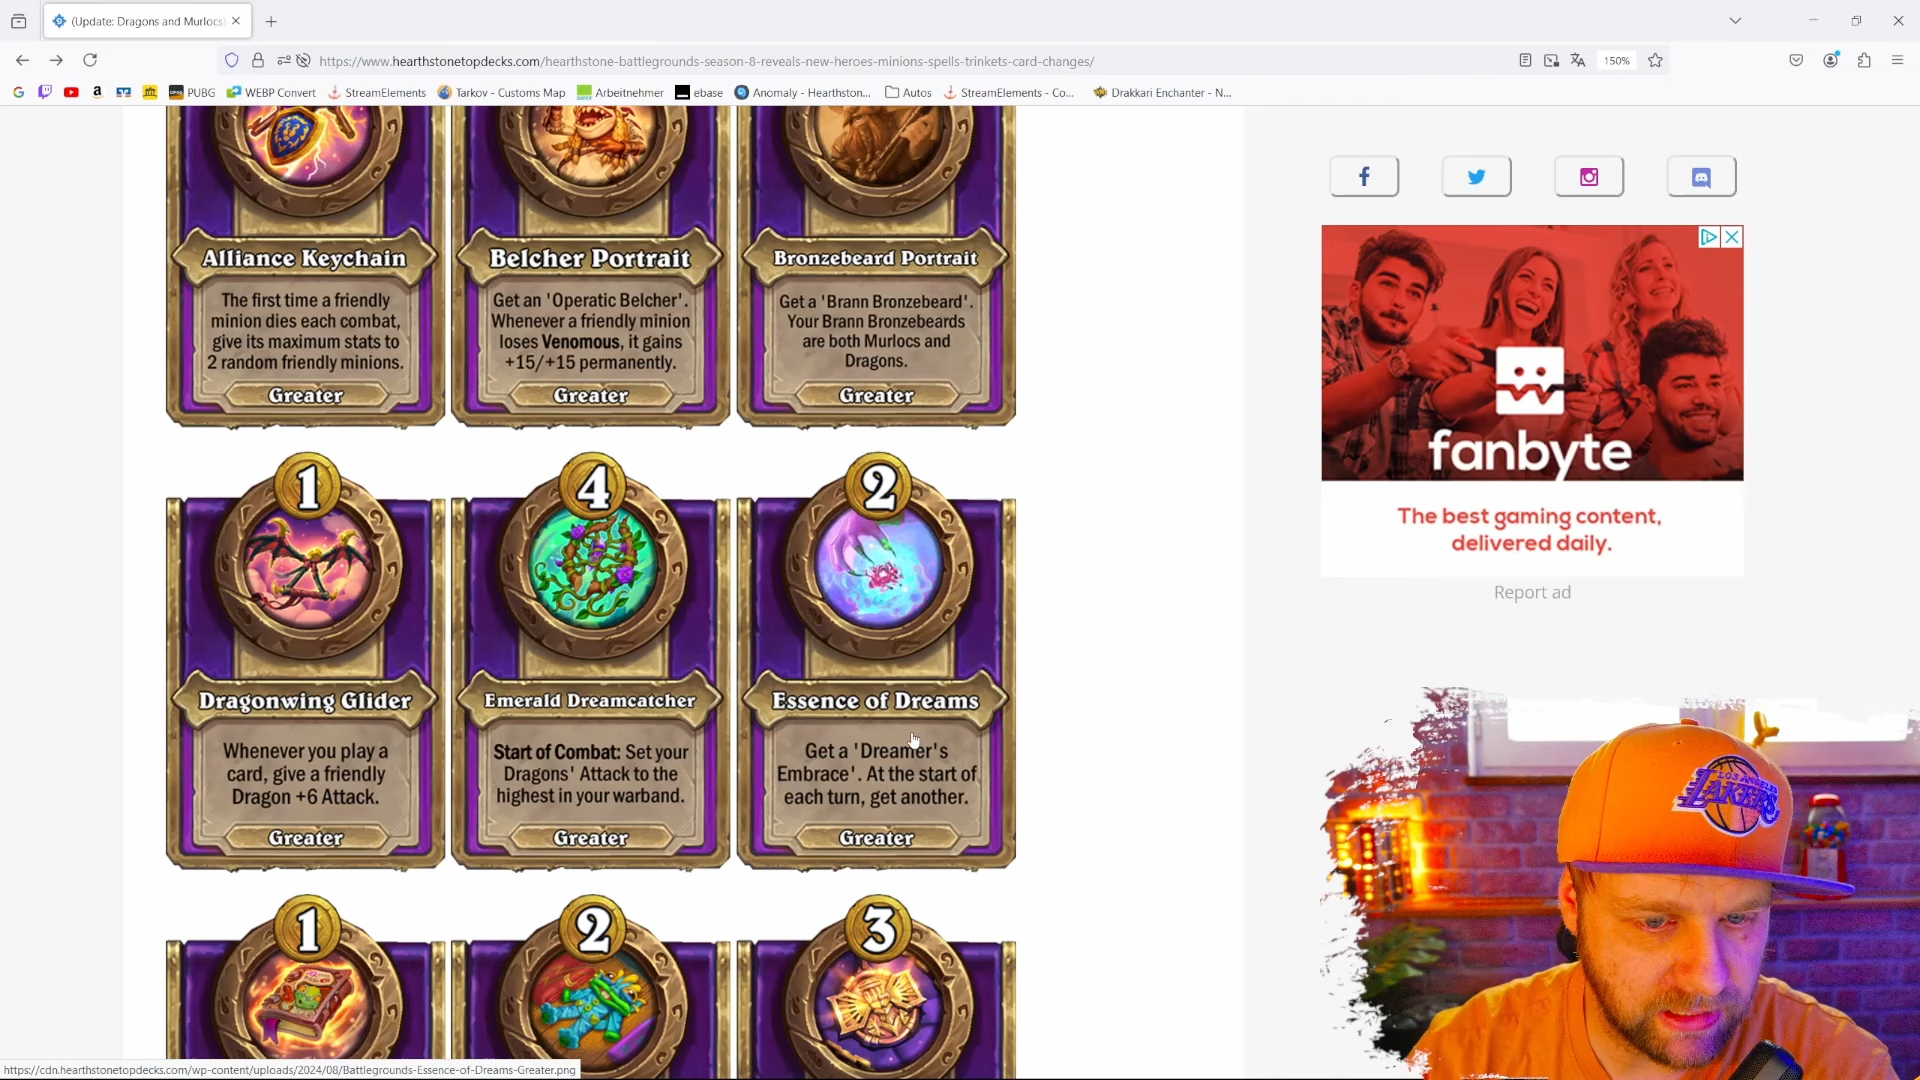 (Update: Dragons and Murlocs)
https://www.hearthstonetopdecks.com/hearthstone-battlegrounds-season-8-reveals-new-heroes-minions-spells-trinkets-card-changes/
150%
PUBG
WEBP Convert
StreamElements
Tarkov - Customs Map
Arbeitnehmer
ebase
Anomaly - Hearthston...
Autos
StreamElements - Co...
Drakkari Enchanter - N...
Alliance Keychain
The first time a friendly
minion dies each combat,
give its maximum stats to
2 random friendly minions.
Greater
Belcher Portrait
Get an 'Operatic Belcher'.
Whenever a friendly minion
loses Venomous, it gains
+15/+15 permanently.
Greater
Bronzebeard Portrait
Get a 'Brann Bronzebeard'.
Your Brann Bronzebeards
are both Murlocs and
Dragons.
Greater
1
Dragonwing Glider
Whenever you play a
card, give a friendly
Dragon +6 Attack.
Greater
4
Emerald Dreamcatcher
Start of Combat: Set your
Dragons' Attack to the
highest in your warband.
Greater
2
Essence of Dreams
Get a 'Dreamer's
Embrace'. At the start of
each turn, get another.
Greater
1
2
3
fanbyte
The best gaming content,
delivered daily.
Report ad
LOS ANGELES
LAKERS
https://cdn.hearthstonetopdecks.com/wp-content/uploads/2024/08/Battlegrounds-Essence-of-Dreams-Greater.png